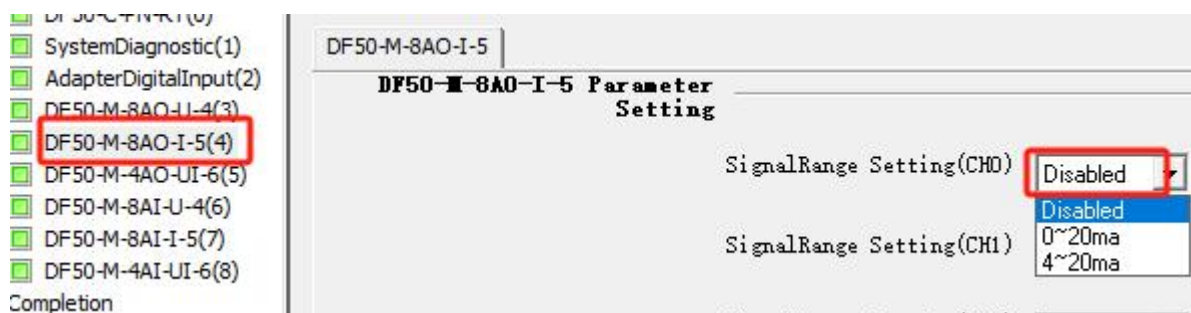 SystemDiagnostic(1)
AdapterDigitalInput(2)
DF50-M-8AO-U-4(3)
DF50-M-8AO-I-5(4)
DF50-M-4AO-UI-6(5)
DF50-M-8AI-U-4(6)
DF50-M-8AI-I-5(7)
DF50-M-4AI-UI-6(8)
Completion
DF50-M-8AO-I-5
DF50-M-8AO-I-5 Parameter
Setting
SignalRange Setting(CH0)
Disabled
Disabled
0~20ma
4~20ma
SignalRange Setting(CH1)